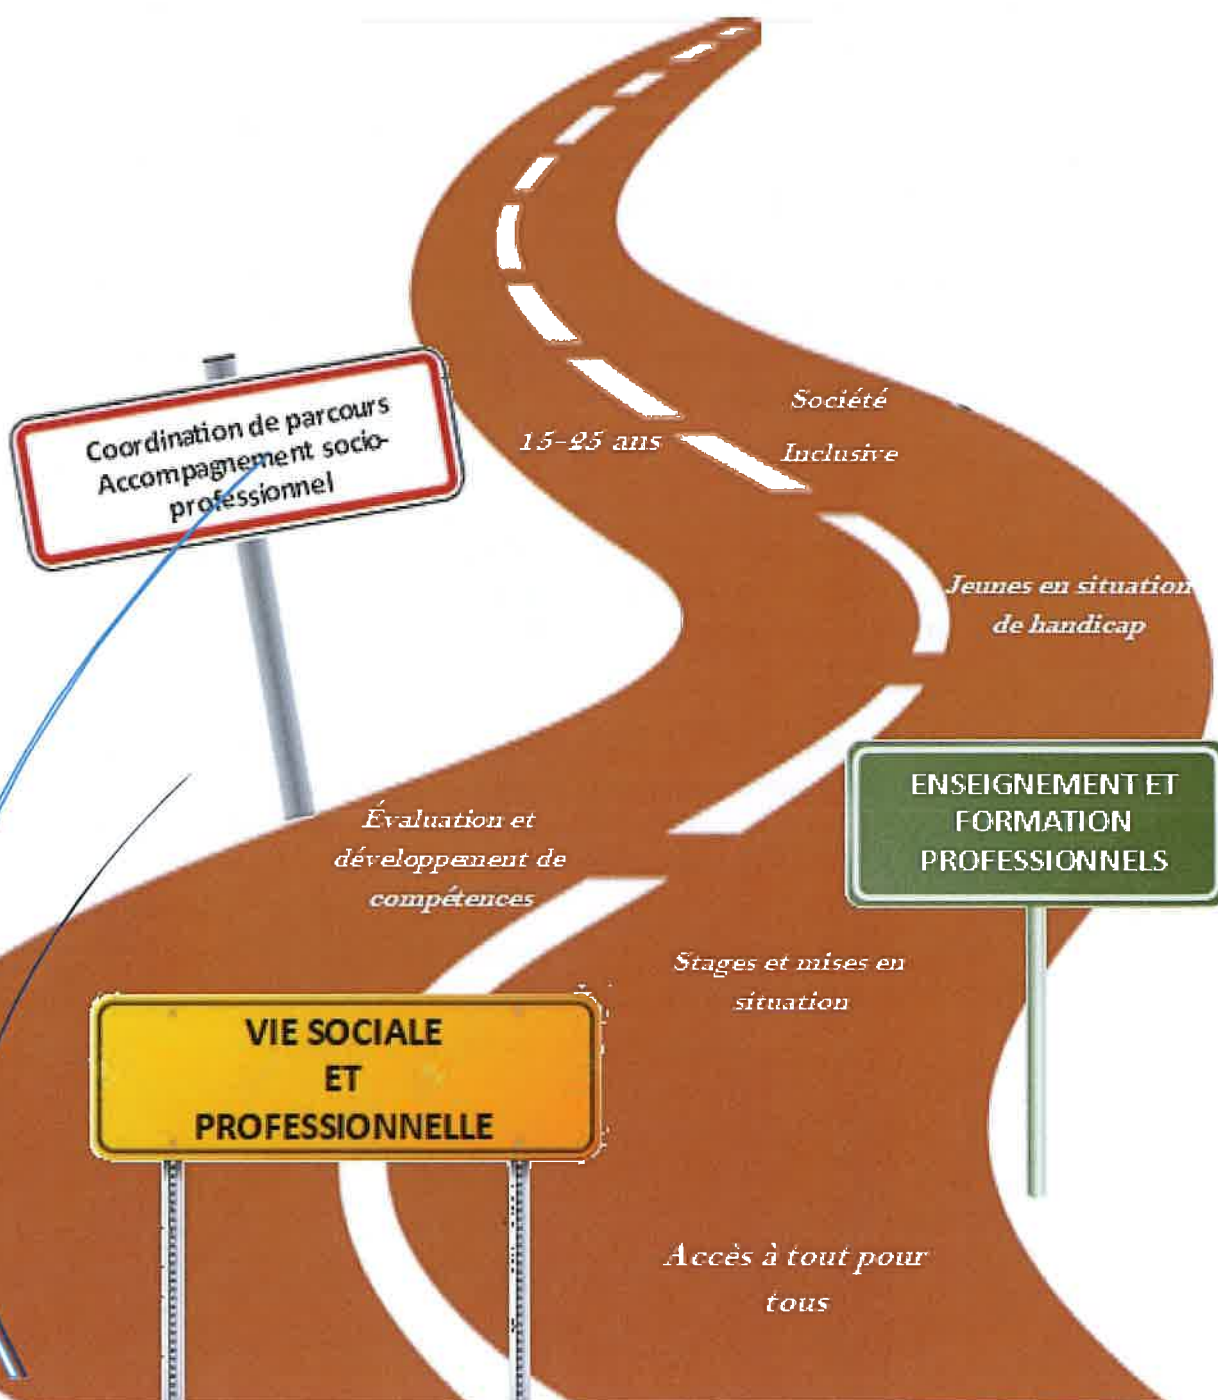 Société
15-25 ans
Inclusive
Coordination de parcours
Accompagnement socio-
professionnel
Jeunes en situation
de handicap
ENSEIGNEMENT ET
FORMATION
PROFESSIONNELS
Évaluation et
développement de
compétences
Stages et mises en
situation
VIE SOCIALE
ET
PROFESSIONNELLE
Accès à tout pour
tous